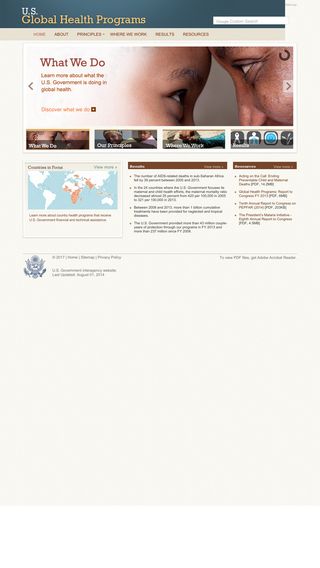 Sitemap
U.S.
Global Health Programs
Google Custom Search
HOME ABOUT PRINCIPLES WHERE WE WORK RESULTS RESOURCES
What We Do
Learn more about what the
U.S. Government is doing in
global health.
Discover what we do
What We Do Our Principles Where We Work Results
Countries in Focus View more >
Learn more about country health programs that receive
U.S. Government financial and technical assistance.
Results View more >
The number of AIDS-related deaths in sub-Saharan Africa
fell by 39 percent between 2005 and 2013.
In the 24 countries where the U.S. Government focuses its
maternal and child health efforts, the maternal mortality rate
decreased almost 25 percent from 420 per 100,000 in 2005
to 321 per 100,000 in 2013.
Between 2008 and 2013, more than 1 billion cumulative
treatments have been provided for neglected and tropical
diseases.
The U.S. Government provided more than 45 million couple-
years of protection through our programs in FY 2013 and
more than 237 million since FY 2008.
Resources View more >
Acting on the Call: Ending
Preventable Child and Maternal
Deaths [PDF, 14.2MB]
Global Health Programs: Report to
Congress FY 2013 [PDF, 48MB]
Tenth Annual Report to Congress on
PEPFAR (2014) [PDF, 203KB]
The President's Malaria Initiative –
Eighth Annual Report to Congress
[PDF, 4.5MB]
© 2017 | Home | Sitemap | Privacy Policy
To view PDF files, get Adobe Acrobat Reader.
U.S. Government interagency website.
Last Updated: August 01, 2014